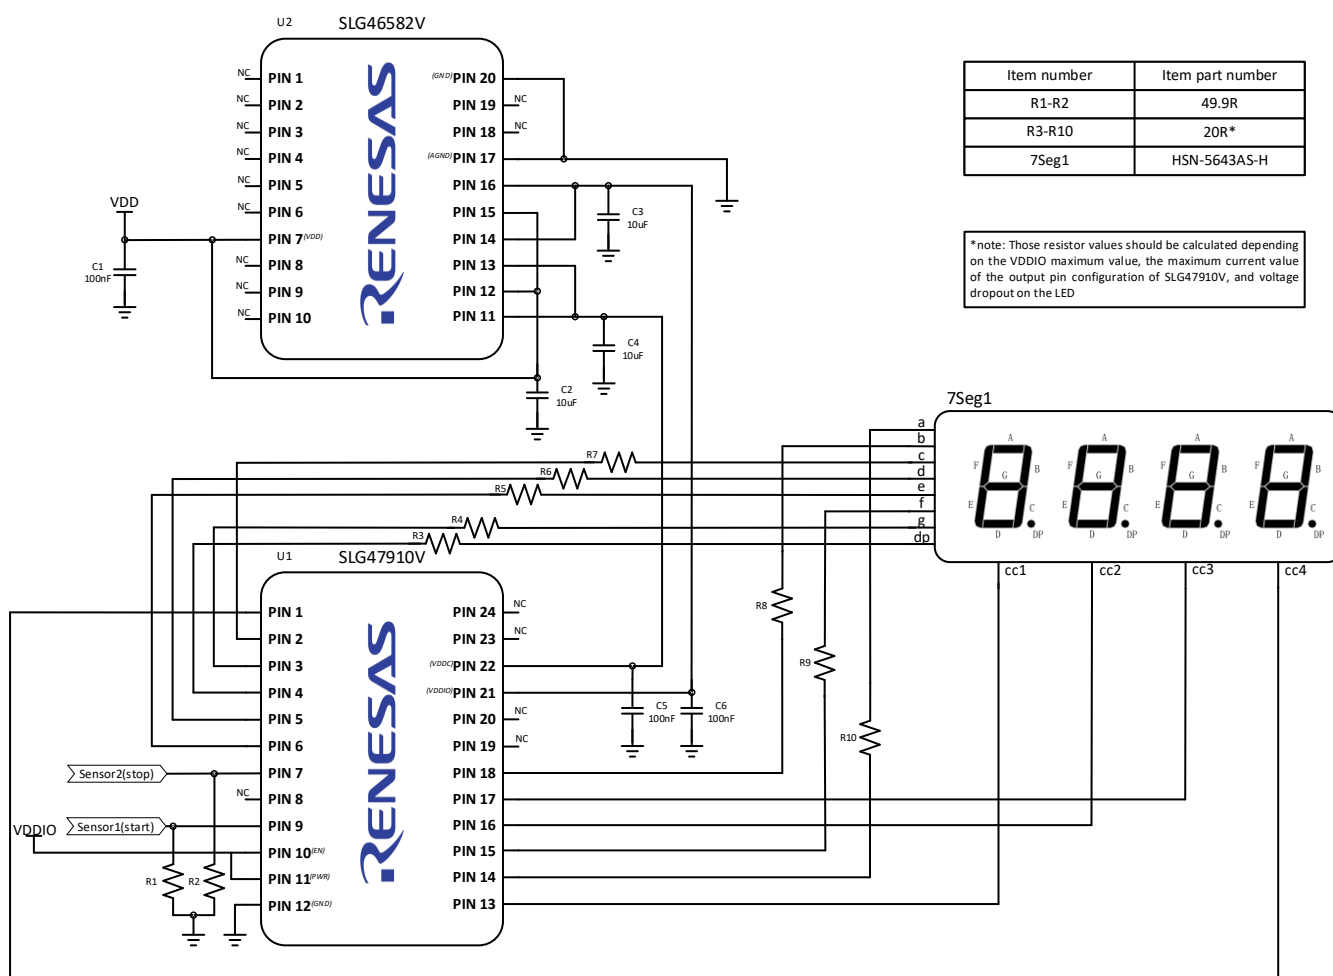 U2
SLG46582V
NC PIN 1
NC PIN 2
NC PIN 3
NC PIN 4
NC PIN 5
NC PIN 6
PIN 7(VDD)
NC PIN 8
NC PIN 9
NC PIN 10
RENESAS
(GND)PIN 20
PIN 19 NC
PIN 18 NC
(AGND)PIN 17
PIN 16
PIN 15
PIN 14
PIN 13
PIN 12
PIN 11
VDD
C1
100nF
C3
10uF
C4
10uF
C2
10uF
Item number Item part number
R1-R2 49.9R
R3-R10 20R*
7Seg1 HSN-5643AS-H
*note: Those resistor values should be calculated depending
on the VDDIO maximum value, the maximum current value
of the output pin configuration of SLG47910V, and voltage
dropout on the LED
7Seg1
a
b
c
d
e
f
g
dp
A
F B
G
E C
D DP
A
F B
G
E C
D DP
A
F B
G
E C
D DP
A
F B
G
E C
D DP
cc1 cc2 cc3 cc4
R7
R6
R5
R4
R3
U1
SLG47910V
PIN 1
PIN 2
PIN 3
PIN 4
PIN 5
PIN 6
PIN 7
NC PIN 8
PIN 9
PIN 10(EN)
PIN 11(PWR)
PIN 12(GND)
RENESAS
PIN 24 NC
PIN 23 NC
(VDDC)PIN 22
(VDDIO)PIN 21
PIN 20 NC
PIN 19 NC
PIN 18
PIN 17
PIN 16
PIN 15
PIN 14
PIN 13
C5
100nF
C6
100nF
R8
R9
R10
Sensor2(stop)
Sensor1(start)
VDDIO
R1
R2